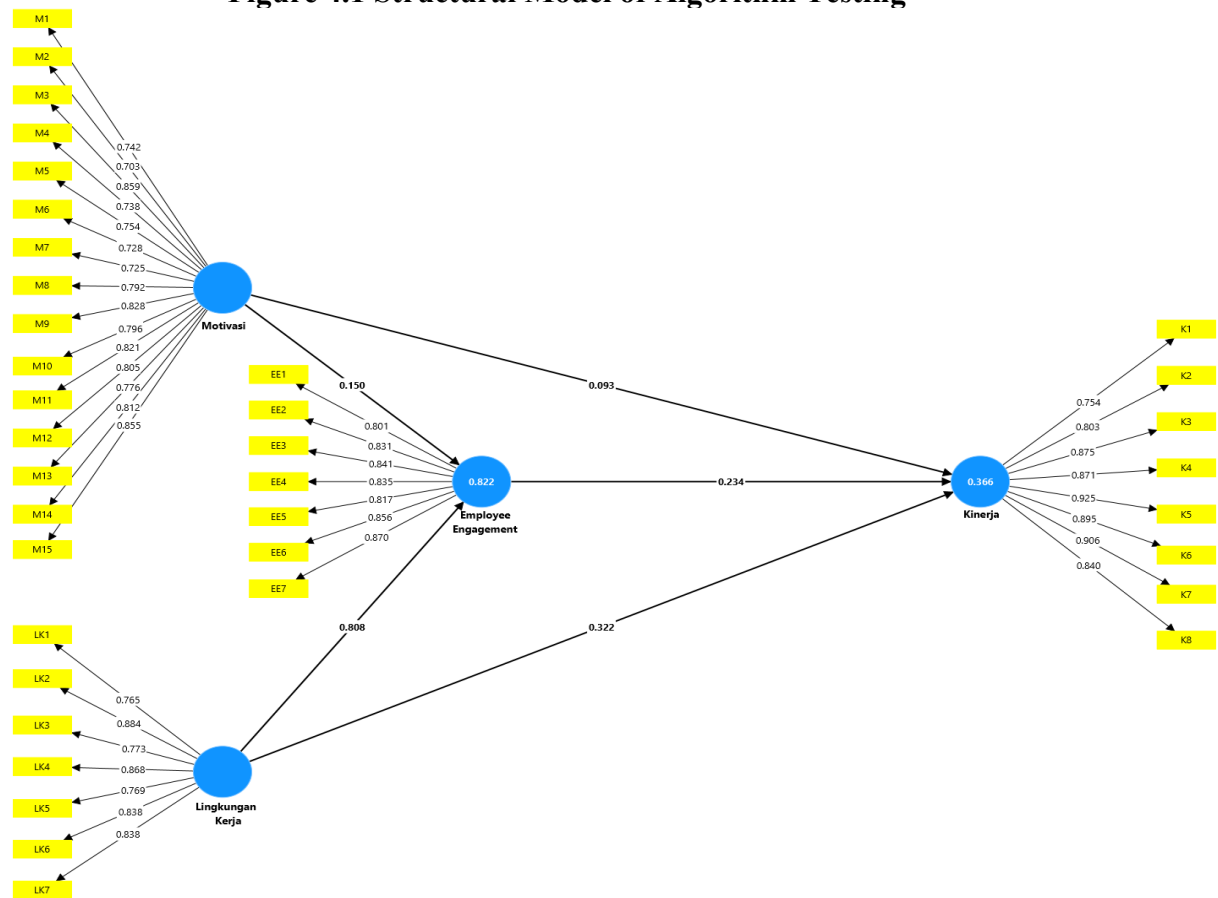 Figure 4.1 Structural Model of Algorithm Testing
M1
M2
M3
M4
M5
M6
M7
M8
M9
M10
M11
M12
M13
M14
M15
0.742
0.703
0.859
0.738
0.754
0.728
0.725
0.792
0.828
0.796
0.821
0.805
0.776
0.812
0.855
Motivasi
0.150
0.093
EE1
EE2
EE3
EE4
EE5
EE6
EE7
0.801
0.831
0.841
0.835
0.817
0.856
0.870
0.822
Employee
Engagement
0.234
0.366
Kinerja
0.754
0.803
0.875
0.871
0.925
0.895
0.906
0.840
K1
K2
K3
K4
K5
K6
K7
K8
0.808
0.322
LK1
LK2
LK3
LK4
LK5
LK6
LK7
0.765
0.884
0.773
0.868
0.769
0.838
0.838
Lingkungan
Kerja